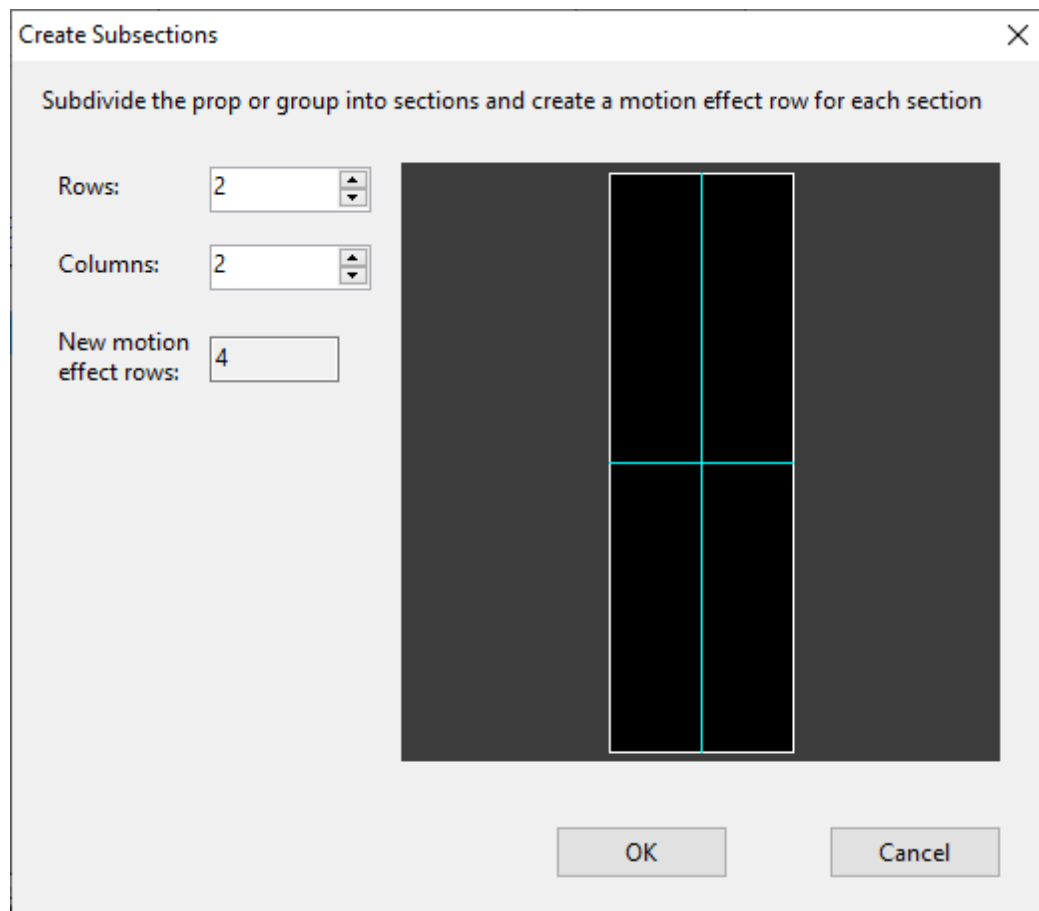 Create Subsections
Subdivide the prop or group into sections and create a motion effect row for each section
Rows:
2
Columns:
2
New motion
effect rows:
4
OK
Cancel